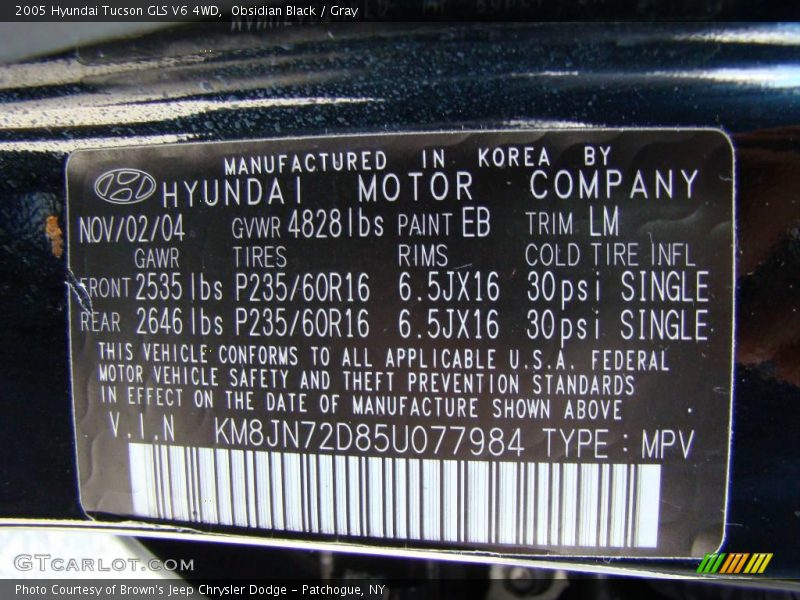 2005 Hyundai Tucson GLS V6 4WD, Obsidian Black / Gray
MANUFACTURED IN KOREA BY
HYUNDAI MOTOR COMPANY
NOV/02/04 GVWR 4828lbs PAINT EB TRIM LM
GAWR TIRES RIMS COLD TIRE INFL
FRONT 2535 lbs P235/60R16 6.5JX16 30psi SINGLE
REAR 2646 lbs P235/60R16 6.5JX16 30psi SINGLE
THIS VEHICLE CONFORMS TO ALL APPLICABLE U.S.A. FEDERAL
MOTOR VEHICLE SAFETY AND THEFT PREVENTION STANDARDS
IN EFFECT ON THE DATE OF MANUFACTURE SHOWN ABOVE .
V.I.N KM8JN72D85U077984 TYPE : MPV
GTCARLOT.COM
Photo Courtesy of Brown's Jeep Chrysler Dodge - Patchogue, NY